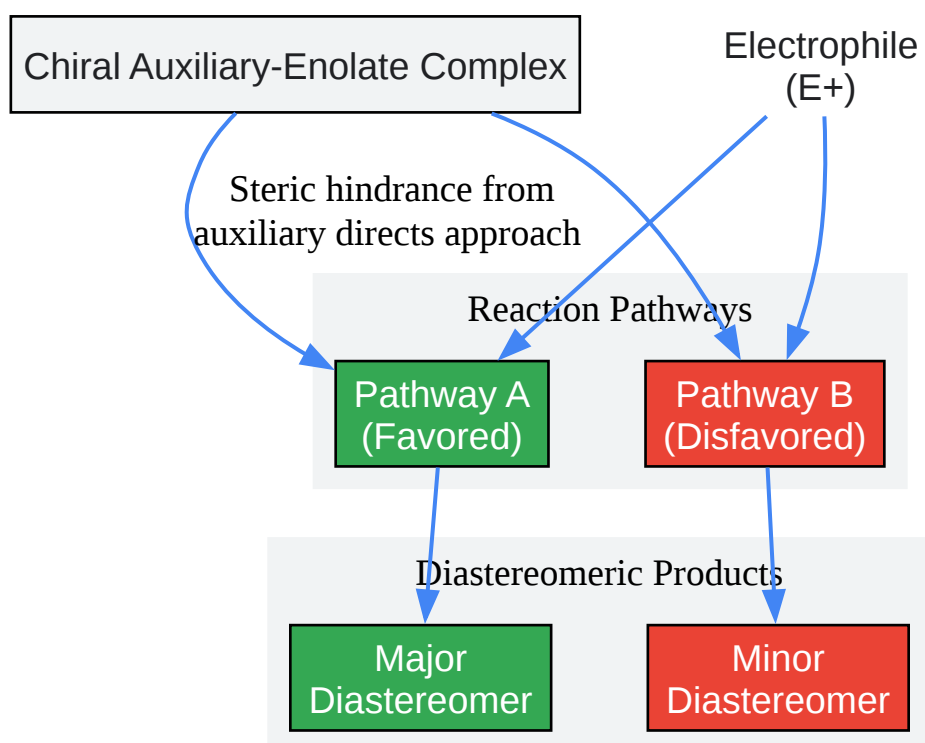 Chiral Auxiliary-Enolate Complex
Electrophile
(E+)
Steric hindrance from
auxiliary directs approach
Reaction Pathways
Pathway A
(Favored)
Pathway B
(Disfavored)
Diastereomeric Products
Major
Diastereomer
Minor
Diastereomer